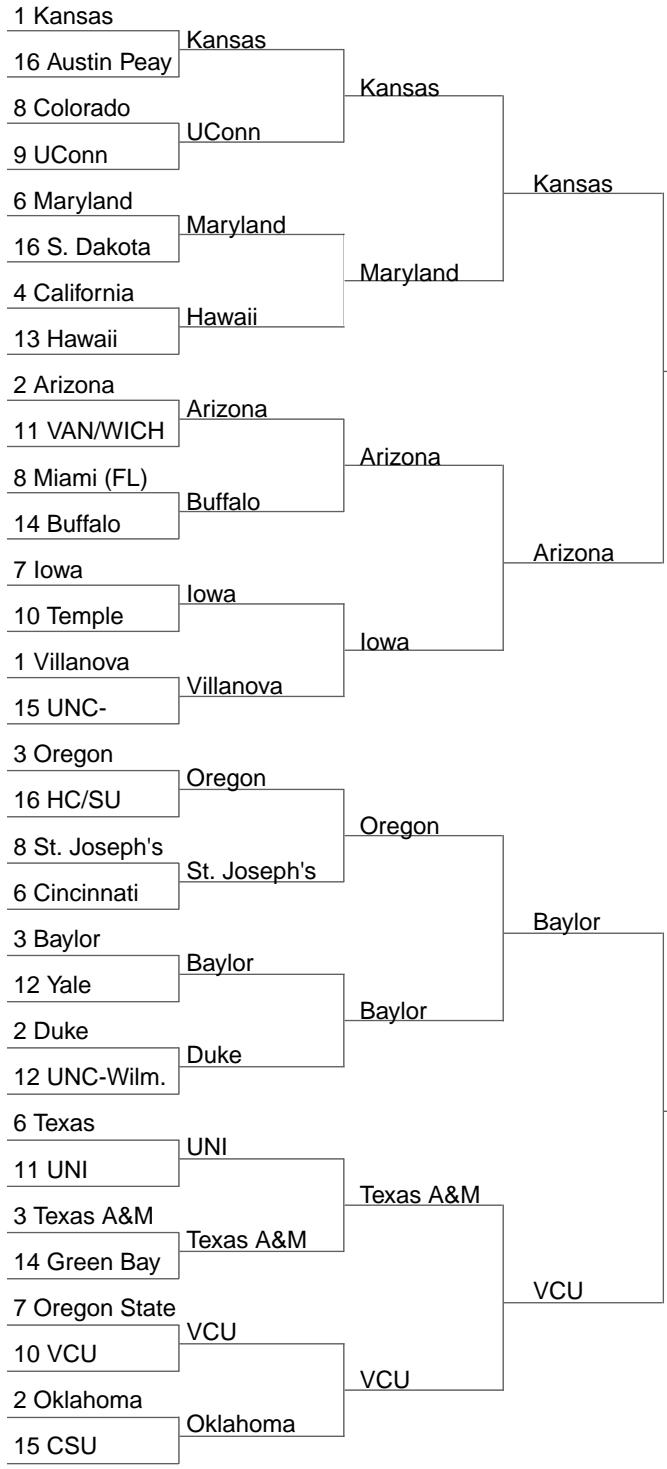 1 Kansas
16 Austin Peay
8 Colorado
9 UConn
6 Maryland
16 S. Dakota
4 California
13 Hawaii
2 Arizona
11 VAN/WICH
8 Miami (FL)
14 Buffalo
7 Iowa
10 Temple
1 Villanova
15 UNC-
3 Oregon
16 HC/SU
8 St. Joseph's
6 Cincinnati
3 Baylor
12 Yale
2 Duke
12 UNC-Wilm.
6 Texas
11 UNI
3 Texas A&M
14 Green Bay
7 Oregon State
10 VCU
2 Oklahoma
15 CSU
Kansas
UConn
Maryland
Hawaii
Arizona
Buffalo
Iowa
Villanova
Oregon
St. Joseph's
Baylor
Duke
UNI
Texas A&M
VCU
Oklahoma
Kansas
Maryland
Arizona
Iowa
Oregon
Baylor
Texas A&M
VCU
Kansas
Arizona
Baylor
VCU